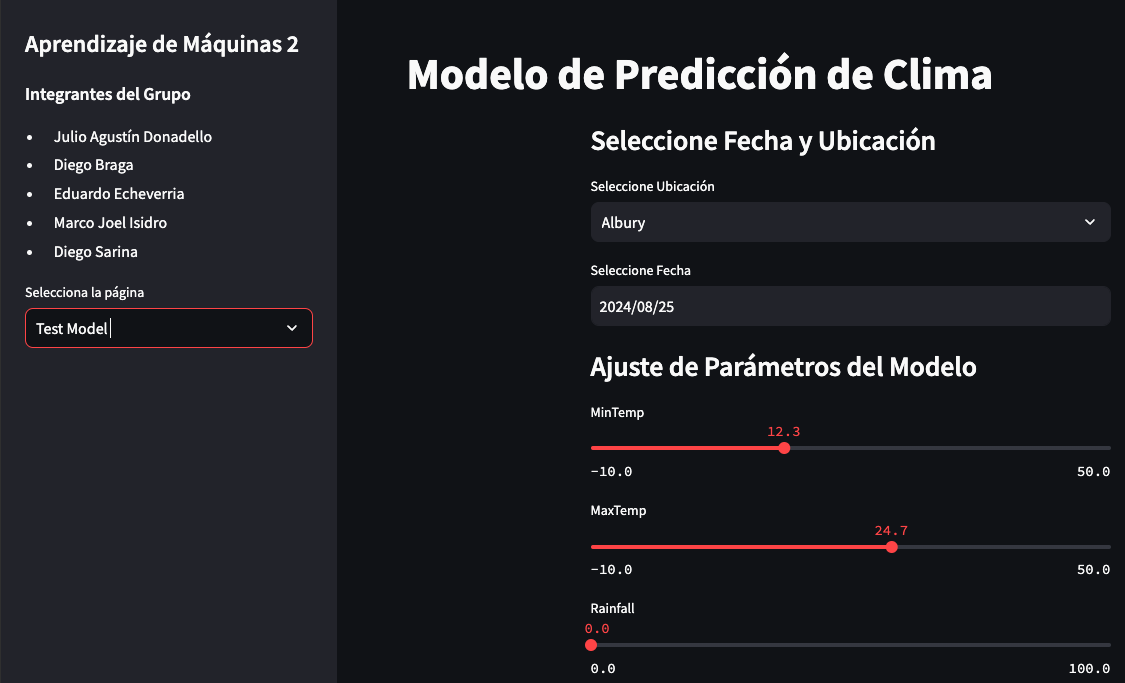 Aprendizaje de Máquinas 2
Integrantes del Grupo
• Julio Agustín Donadello
• Diego Braga
• Eduardo Echeverria
• Marco Joel Isidro
• Diego Sarina
Selecciona la página
Test Model
Modelo de Predicción de Clima
Seleccione Fecha y Ubicación
Seleccione Ubicación
Albury
Seleccione Fecha
2024/08/25
Ajuste de Parámetros del Modelo
MinTemp
12.3
-10.0 50.0
MaxTemp
24.7
-10.0 50.0
Rainfall
0.0
0.0 100.0